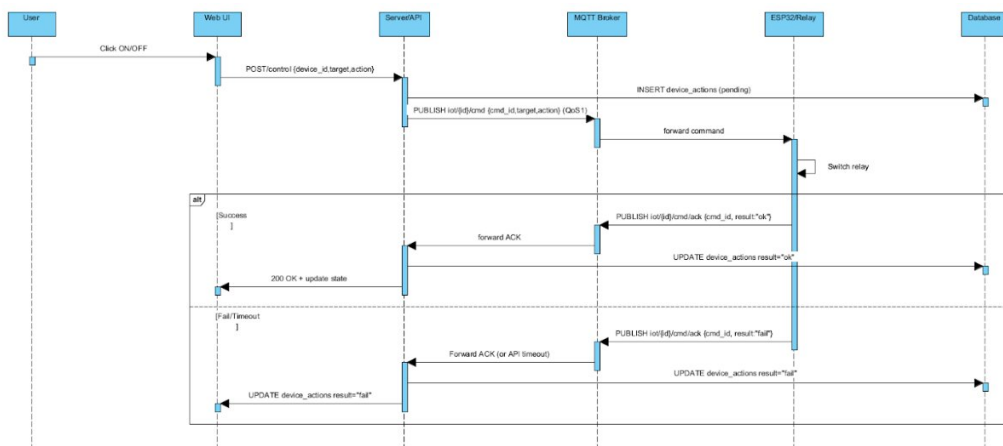 User
Web UI
Server/API
MQTT Broker
ESP32/Relay
Database
Click ON/OFF
POST/control {device_id,target,action}
INSERT device_actions (pending)
PUBLISH iot/{id}/cmd {cmd_id,target,action} (QoS1)
forward command
Switch relay
alt
[Success
]
PUBLISH iot/{id}/cmd/ack {cmd_id, result:"ok"}
forward ACK
UPDATE device_actions result="ok"
200 OK + update state
[Fail/Timeout
]
PUBLISH iot/{id}/cmd/ack {cmd_id, result:"fail"}
Forward ACK (or API timeout)
UPDATE device_actions result="fail"
UPDATE device_actions result="fail"